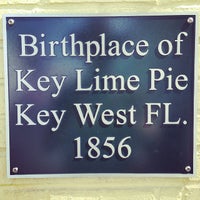 Birthplace of
Key Lime Pie
Key West FL.
1856